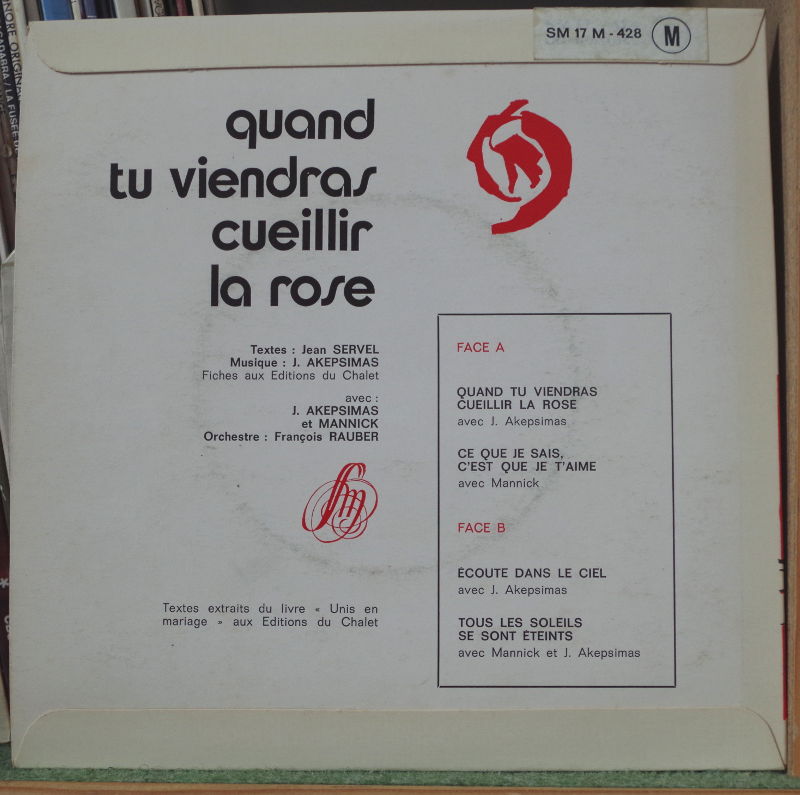 SM 17 M - 428 M
quand
tu viendras
cueillir
la rose
Textes : Jean SERVEL
Musique : J. AKEPSIMAS
Fiches aux Editions du Chalet
avec :
J. AKEPSIMAS
et MANNICK
Orchestre : François RAUBER
sm
Textes extraits du livre « Unis en
mariage » aux Editions du Chalet
FACE A
QUAND TU VIENDRAS
CUEILLIR LA ROSE
avec J. Akepsimas
CE QUE JE SAIS,
C'EST QUE JE T'AIME
avec Mannick
FACE B
ÉCOUTE DANS LE CIEL
avec J. Akepsimas
TOUS LES SOLEILS
SE SONT ÉTEINTS
avec Mannick et J. Akepsimas